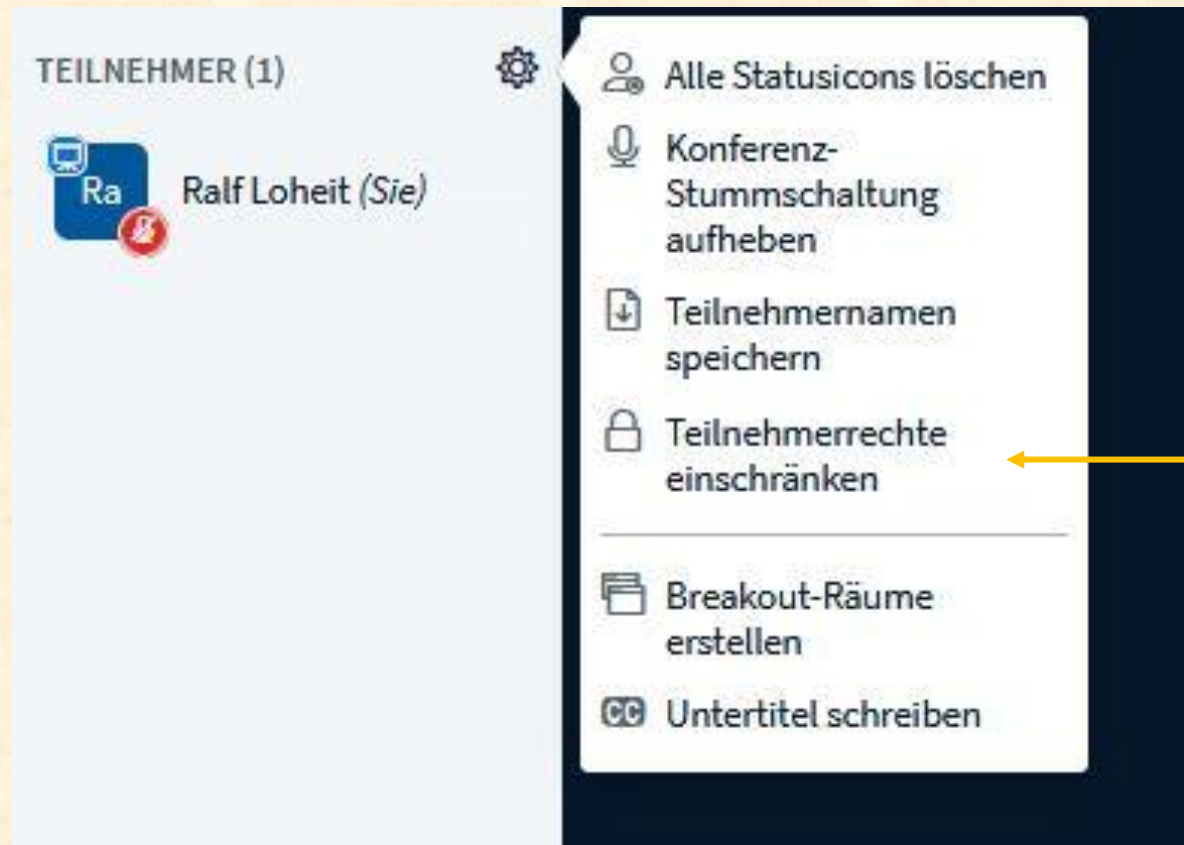 TEILNEHMER (1)
Ra
Ralf Loheit (Sie)
Alle Statusicons löschen
Konferenz-
Stummschaltung
aufheben
Teilnehmernamen
speichern
Teilnehmerrechte
einschränken
Breakout-Räume
erstellen
CC Untertitel schreiben